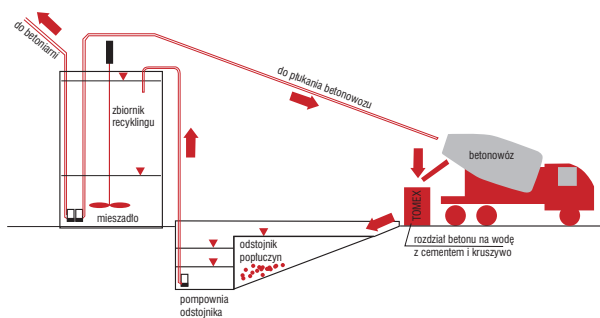 do betoniarni
do płukania betonowozu
zbiornik
recyklingu
mieszadło
betonowóz
TOMEX
rozdział betonu na wodę
z cementem i kruszywo
odstojnik
popłuczyn
pompownia
odstojnika